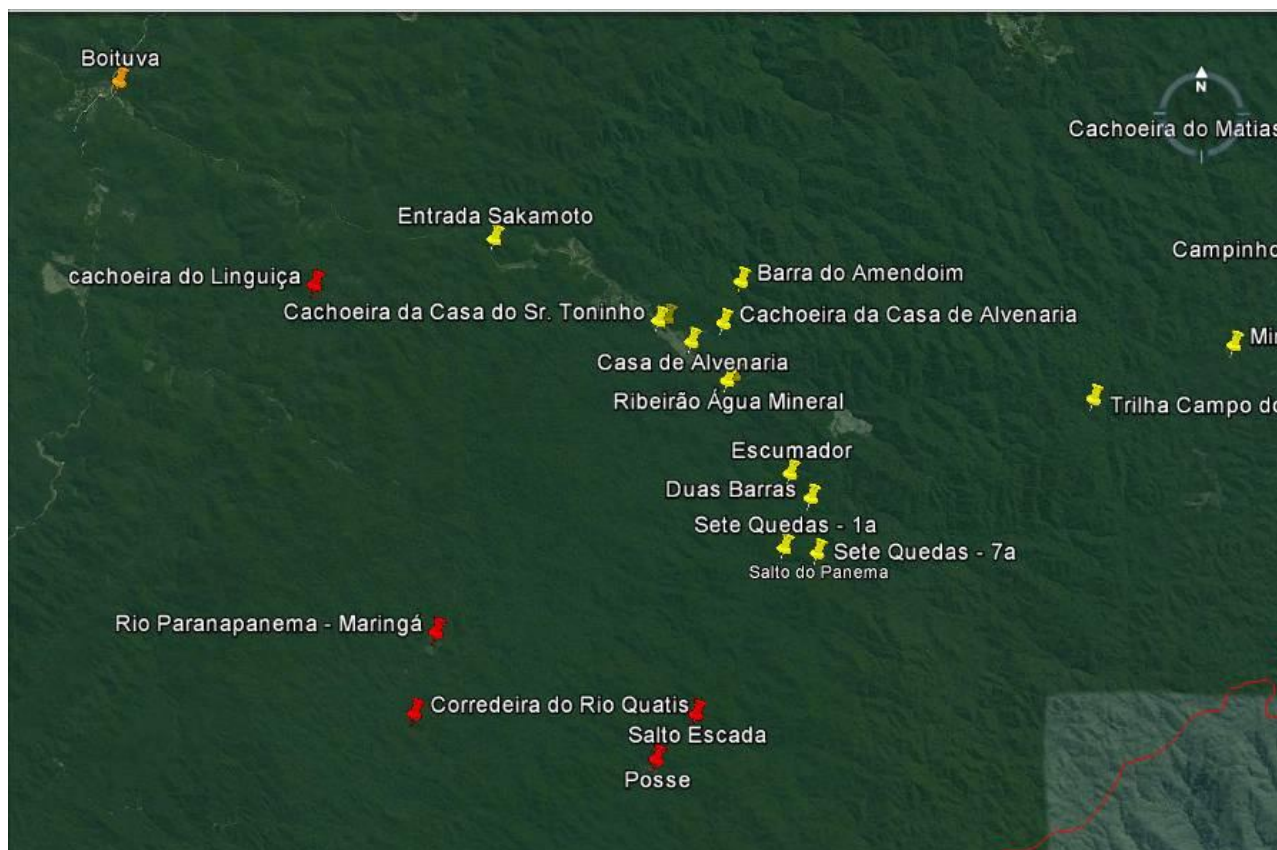 Boituva
N
Cachoeira do Matias
Entrada Sakamoto
Campinho
cachoeira do Linguiça
Barra do Amendoim
Cachoeira da Casa do Sr. Toninho
Cachoeira da Casa de Alvenaria
Casa de Alvenaria
Ribeirão Água Mineral
Trilha Campo
Escumador
Duas Barras
Sete Quedas - 1a
Sete Quedas - 7a
Salto do Panema
Rio Paranapanema - Maringá
Corredeira do Rio Quatis
Salto Escada
Posse